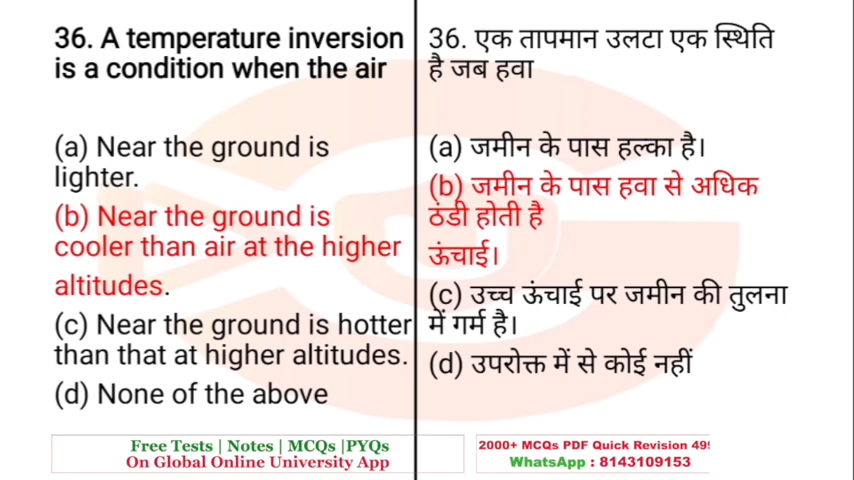 36. A temperature inversion
is a condition when the air
(a) Near the ground is
lighter.
(b) Near the ground is
cooler than air at the higher
altitudes.
(c) Near the ground is hotter
than that at higher altitudes.
(d) None of the above
36. एक तापमान उलटा एक स्थिति
है जब हवा
(a) जमीन के पास हल्का है।
(b) जमीन के पास हवा से अधिक
ठंडी होती है
ऊंचाई।
(c) उच्च ऊंचाई पर जमीन की तुलना
में गर्म है।
(d) उपरोक्त में से कोई नहीं
Free Tests | Notes | MCQs |PYQs
On Global Online University App
2000+ MCQs PDF Quick Revision 499
WhatsApp : 8143109153